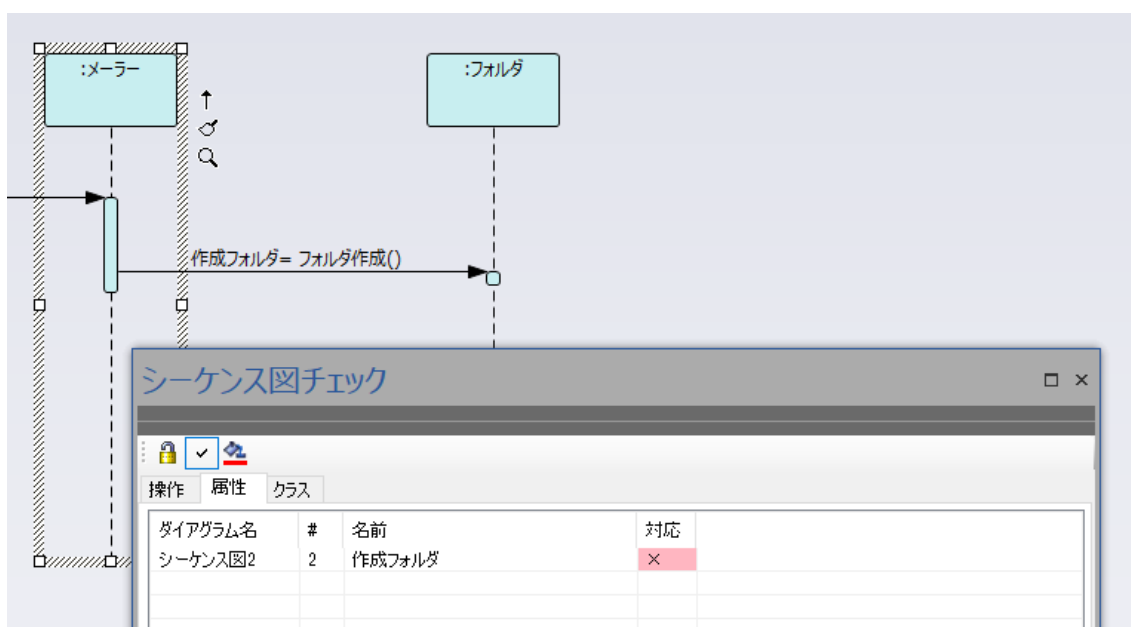 :メーラー
:フォルダ
作成フォルダ= フォルダ作成()
シーケンス図チェック
操作 属性 クラス
ダイアグラム名 # 名前 対応
シーケンス図2 2 作成フォルダ ×